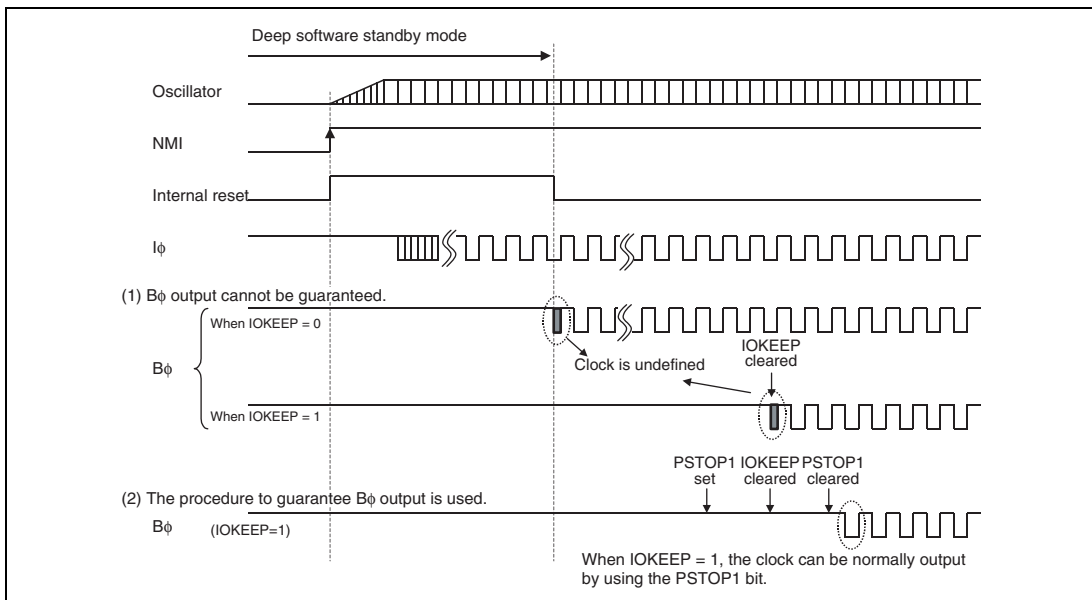 Deep software standby mode
Oscillator
NMI
Internal reset
Iϕ
(1) Bϕ output cannot be guaranteed.
When IOKEEP = 0
Bϕ
Clock is undefined
IOKEEP
cleared
When IOKEEP = 1
PSTOP1 IOKEEP PSTOP1
set cleared cleared
(2) The procedure to guarantee Bϕ output is used.
Bϕ (IOKEEP=1)
When IOKEEP = 1, the clock can be normally output
by using the PSTOP1 bit.